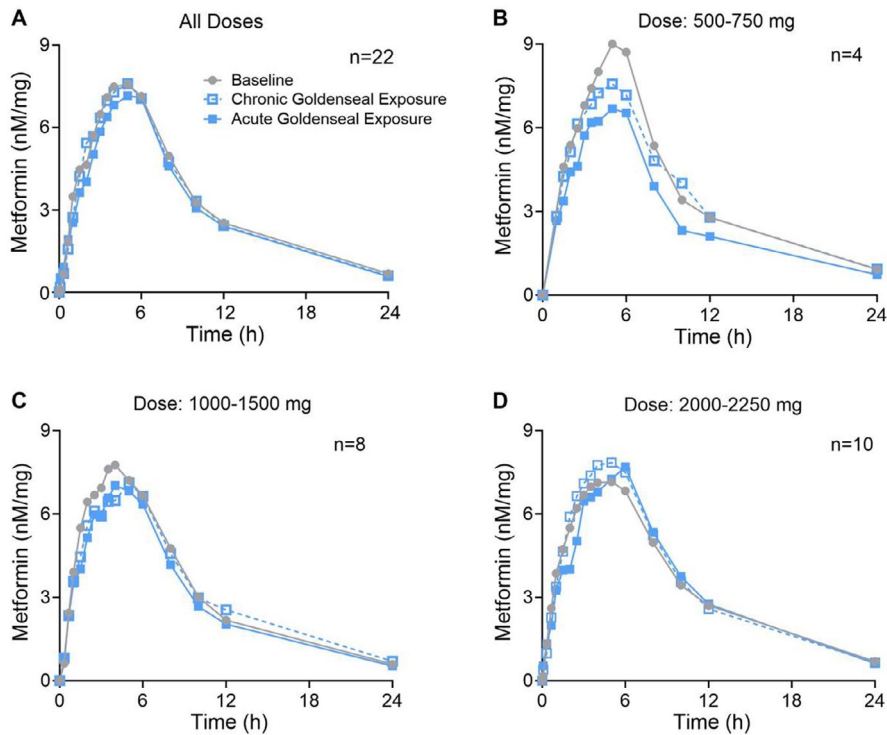 A
All Doses
n=22
Baseline
Chronic Goldenseal Exposure
Acute Goldenseal Exposure
Metformin (nM/mg)
9
6
3
0
0 6 12 18 24
Time (h)
B
Dose: 500-750 mg
n=4
Metformin (nM/mg)
9
6
3
0
0 6 12 18 24
Time (h)
C
Dose: 1000-1500 mg
n=8
Metformin (nM/mg)
9
6
3
0
0 6 12 18 24
Time (h)
D
Dose: 2000-2250 mg
n=10
Metformin (nM/mg)
9
6
3
0
0 6 12 18 24
Time (h)